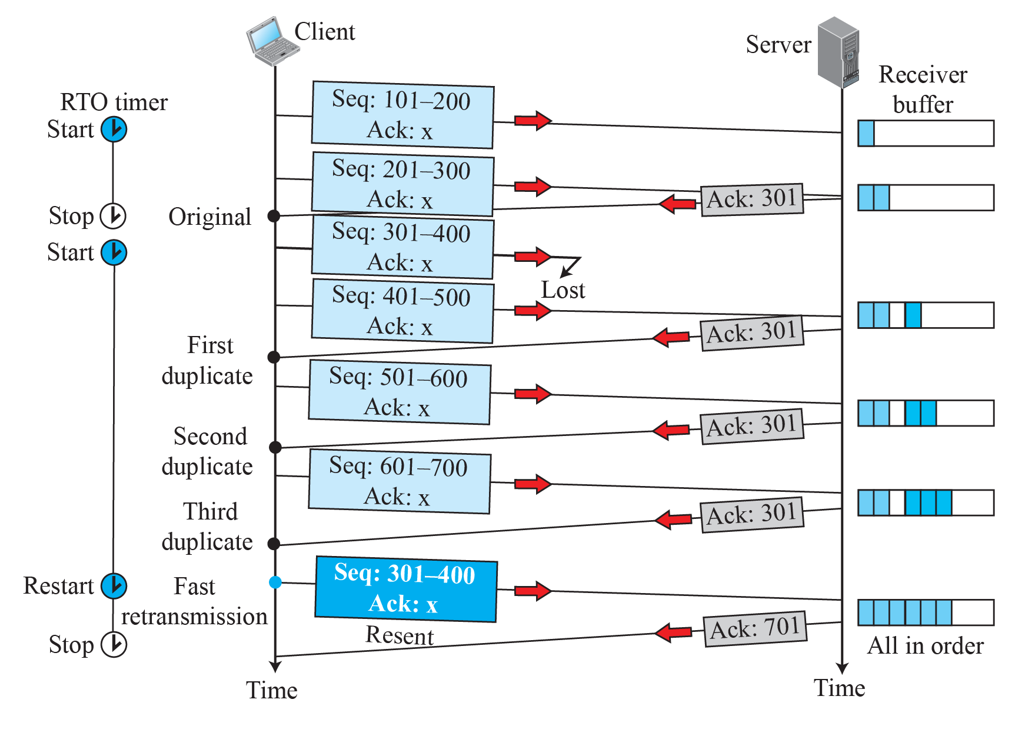 Client
Server
Receiver
buffer
RTO timer
Start
Seq: 101–200
Ack: x
Seq: 201–300
Ack: x
Ack: 301
Stop
Original
Start
Seq: 301–400
Ack: x
Lost
Seq: 401–500
Ack: x
Ack: 301
First
duplicate
Seq: 501–600
Ack: x
Ack: 301
Second
duplicate
Seq: 601–700
Ack: x
Ack: 301
Third
duplicate
Restart
Fast
retransmission
Seq: 301–400
Ack: x
Resent
Ack: 701
Stop
All in order
Time
Time